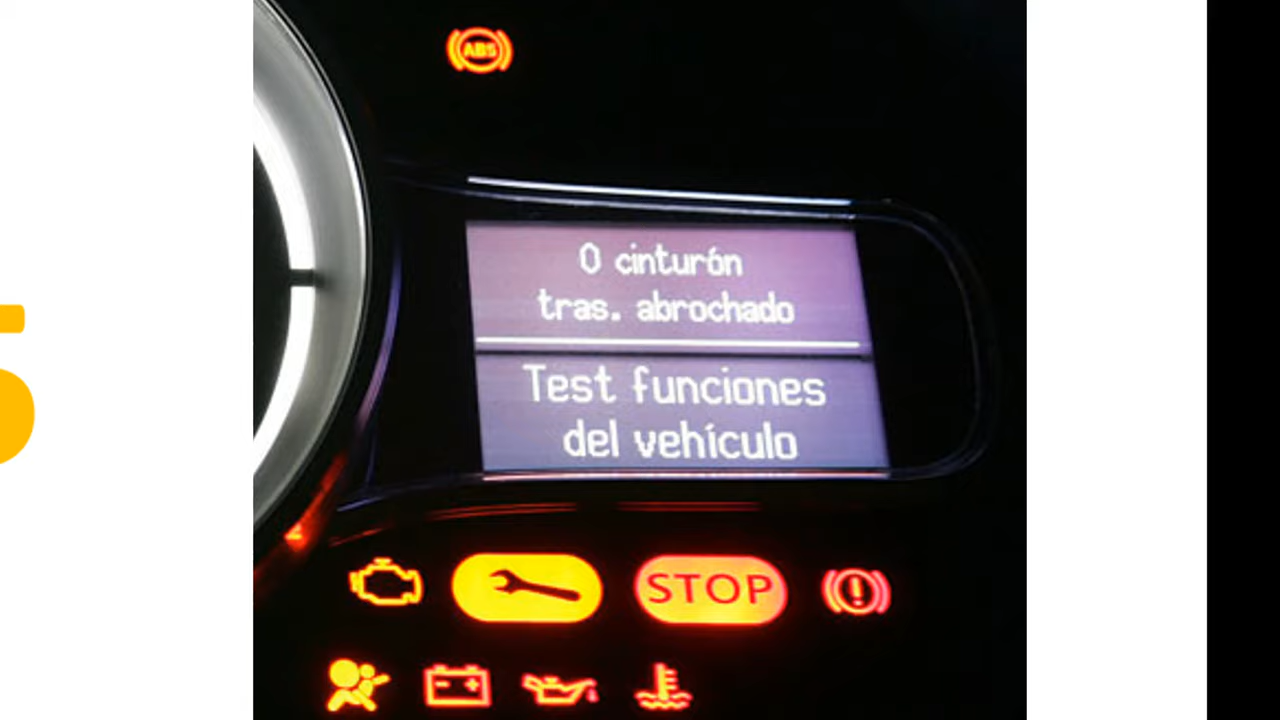 ABS
0 cinturón
tras. abrochado
Test funciones
del vehículo
STOP